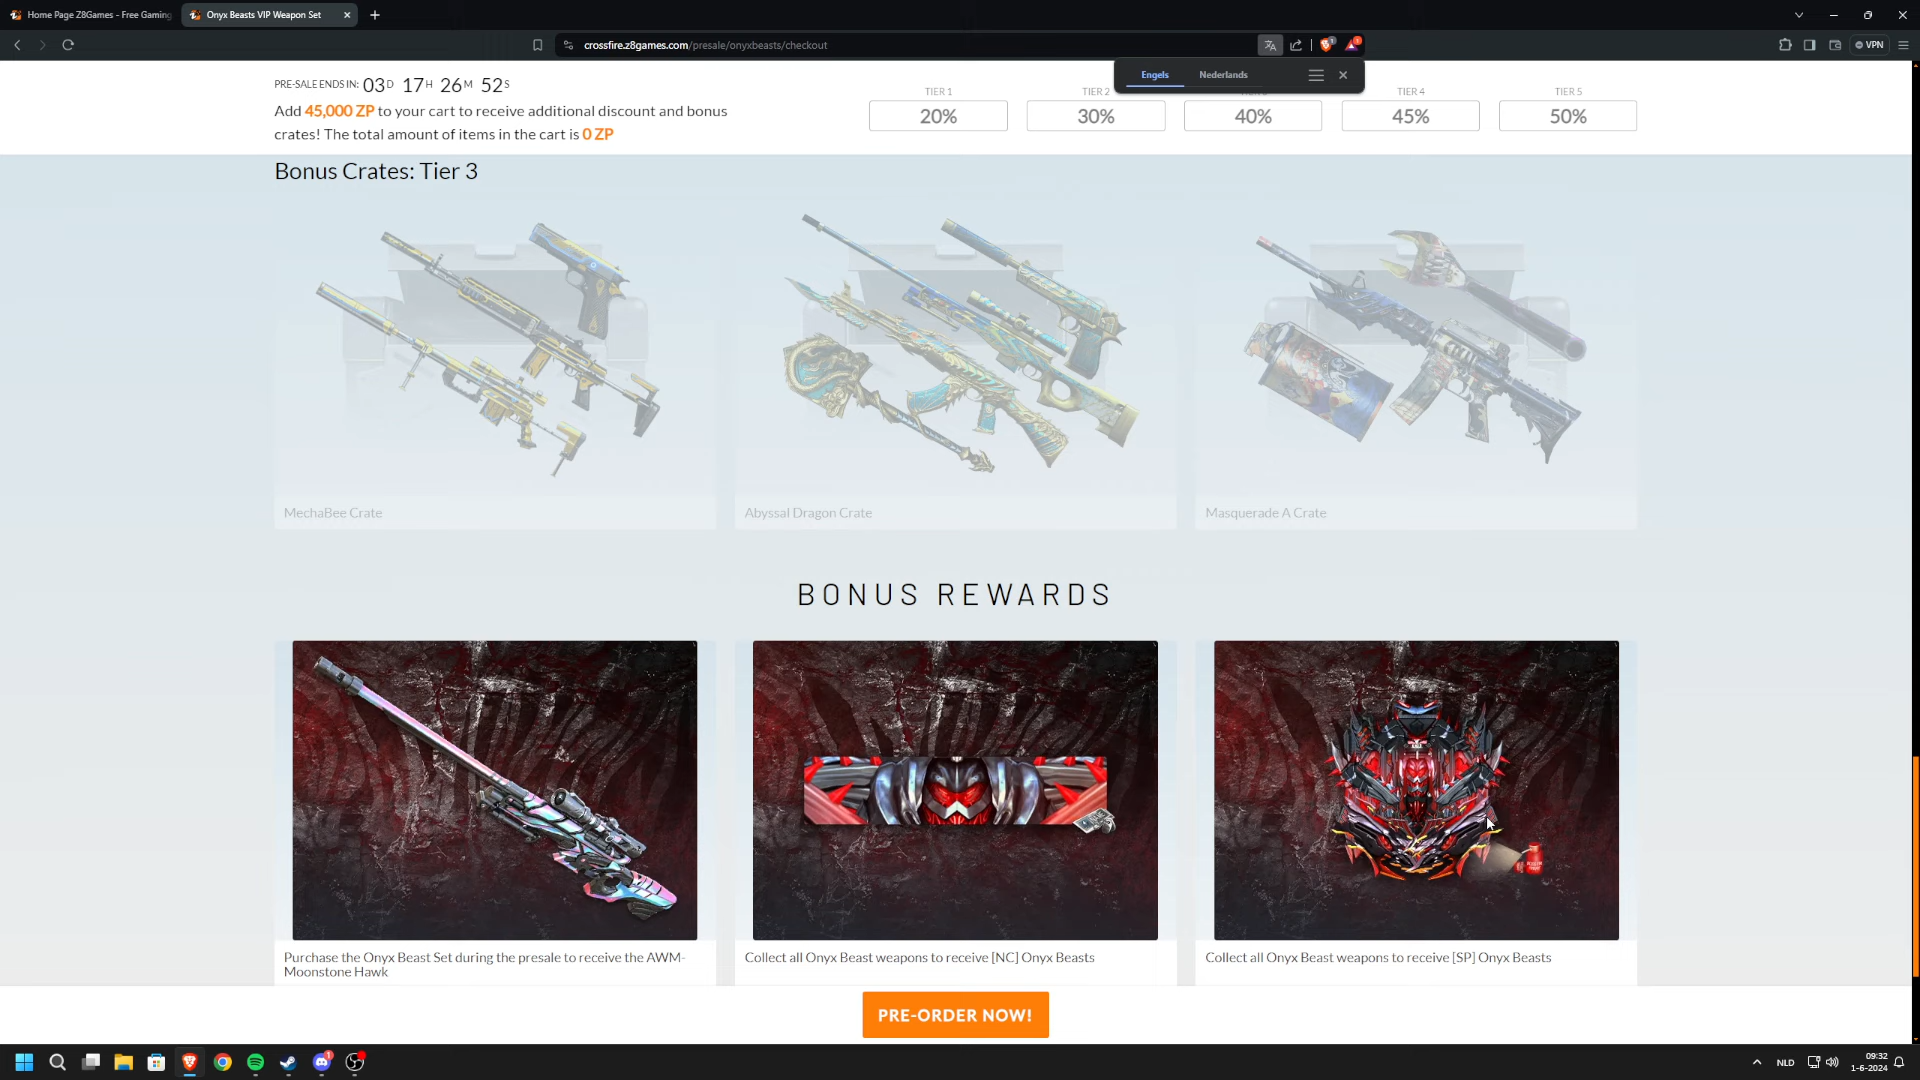 Home Page Z8Games - Free Gaming
Onyx Beasts VIP Weapon Set
crossfire.z8games.com/presale/onyxbeasts/checkout
VPN
Engels
Nederlands
PRE-SALE ENDS IN: 03D 17H 26M 52S
Add 45,000 ZP to your cart to receive additional discount and bonus
crates! The total amount of items in the cart is 0 ZP
TIER 1
TIER 2
TIER 4
TIER 5
20%
30%
40%
45%
50%
Bonus Crates: Tier 3
MechaBee Crate
Abyssal Dragon Crate
Masquerade A Crate
BONUS REWARDS
Purchase the Onyx Beast Set during the presale to receive the AWM-
Moonstone Hawk
Collect all Onyx Beast weapons to receive [NC] Onyx Beasts
Collect all Onyx Beast weapons to receive [SP] Onyx Beasts
PRE-ORDER NOW!
NLD
09:32
1-6-2024